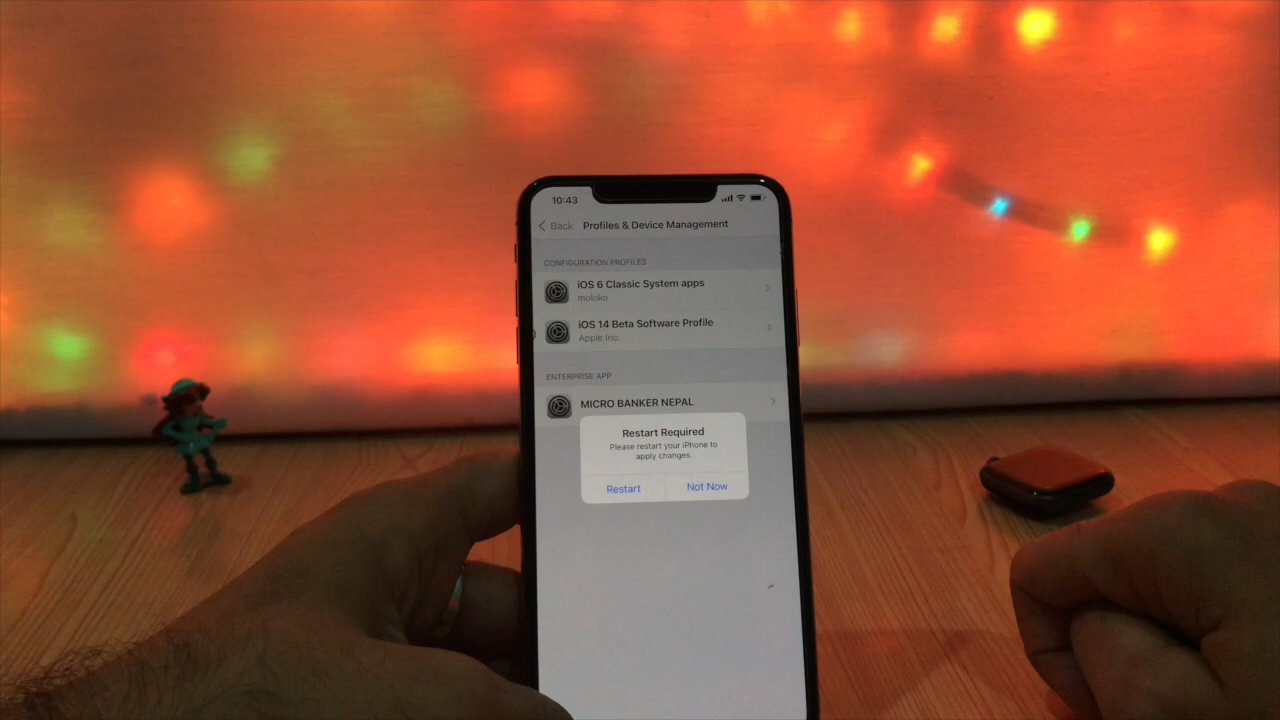 10:43
Back Profiles & Device Management
CONFIGURATION PROFILES
iOS 6 Classic System apps
moloko
iOS 14 Beta Software Profile
Apple Inc.
ENTERPRISE APP
MICRO BANKER NEPAL
Restart Required
Please restart your iPhone to
apply changes.
Restart Not Now